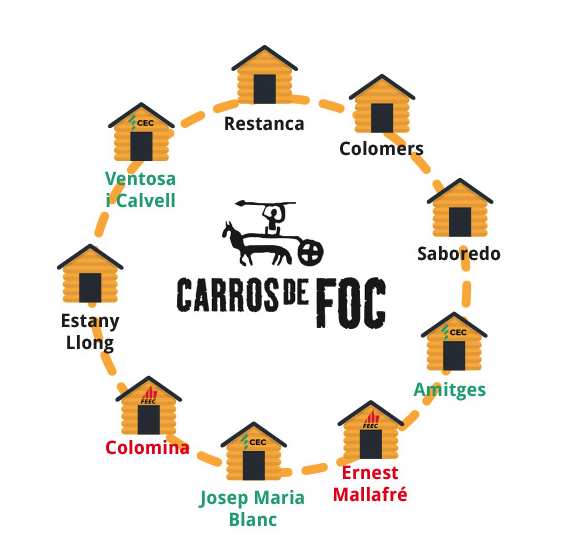 Restanca
Colomers
CEC
Ventosa
i Calvell
Saboredo
CARROS DE FOC
Estany
Llong
CEC
Amitges
FEEC
Colomina
FEEC
Ernest
Mallafré
CEC
Josep Maria
Blanc